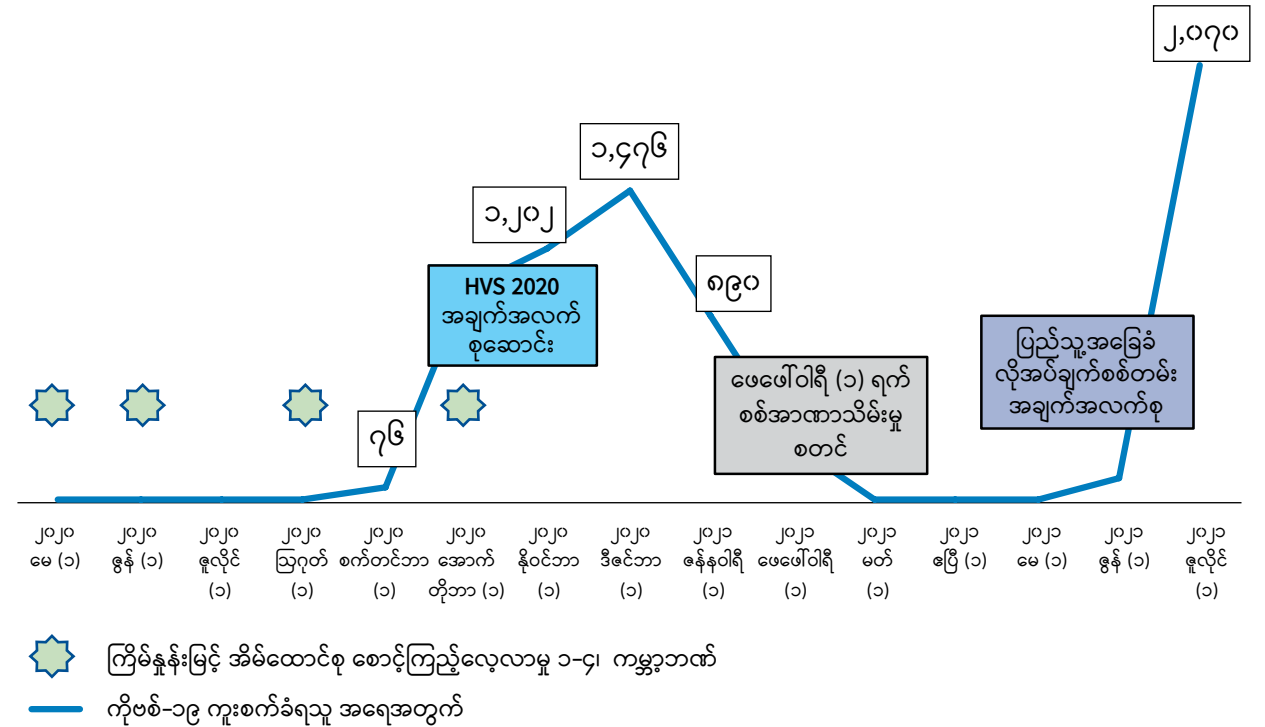 ၂,၀၇၀
၁,၄၇၆
၁,၂၀၂
၈၉၀
HVS 2020
အချက်အလက်
စုဆောင်း
ပြည်သူ့အခြေခံ
လိုအပ်ချက်စစ်တမ်း
အချက်အလက်စု
ဖေဖေါ်ဝါရီ (၁) ရက်
စစ်အာဏာသိမ်းမှု
စတင်
၇၆
၂၀၂၀ ၂၀၂၀ ၂၀၂၀ ၂၀၂၀ ၂၀၂၀ ၂၀၂၀ ၂၀၂၀ ၂၀၂၀ ၂၀၂၁ ၂၀၂၁ ၂၀၂၁ ၂၀၂၁ ၂၀၂၁ ၂၀၂၁ ၂၀၂၁
မေ (၁) ဇွန် (၁) ဇူလိုင် ဩဂုတ် စက်တင်ဘာ အောက် နိုဝင်ဘာ ဒီဇင်ဘာ ဇန်နဝါရီ ဖေဖေါ်ဝါရီ မတ် ဧပြီ (၁) မေ (၁) ဇွန် (၁) ဇူလိုင်
(၁) (၁) (၁) တိုဘာ (၁) (၁) (၁) (၁) (၁) (၁) (၁)
ကြိမ်နှုန်းမြင့် အိမ်ထောင်စု စောင့်ကြည့်လေ့လာမှု ၁-၄၊ ကမ္ဘာ့ဘဏ်
ကိုဗစ်-၁၉ ကူးစက်ခံရသူ အရေအတွက်